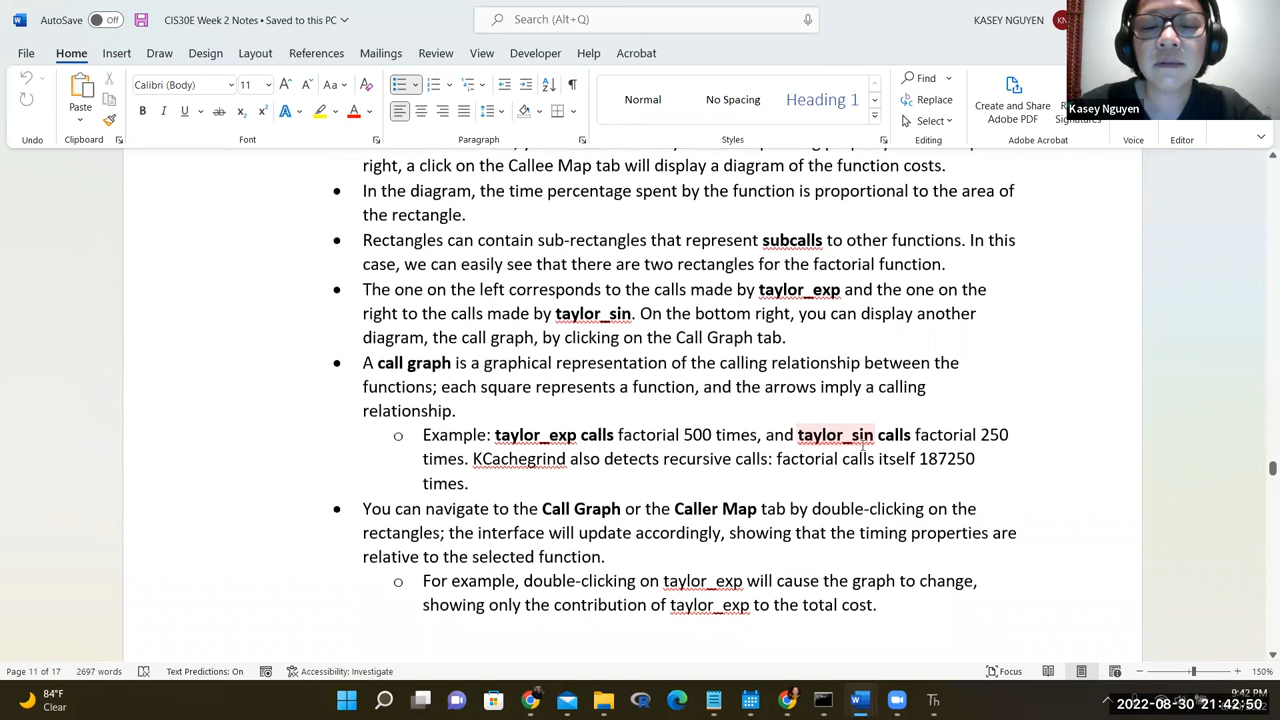 AutoSave Off CIS30E Week 2 Notes • Saved to this PC Search (Alt+Q) KASEY NGUYEN KN
File Home Insert Draw Design Layout References Mailings Review View Developer Help Acrobat
Kasey Nguyen
Paste
Calibri (Body) 11 Aa
B I U ab x A A
Normal No Spacing Heading 1
Find
Replace
Select
Create and Share Adobe PDF
Signatures
Undo Clipboard Font Paragraph Styles Editing Adobe Acrobat Voice Editor
right, a click on the Callee Map tab will display a diagram of the function costs.
• In the diagram, the time percentage spent by the function is proportional to the area of
the rectangle.
• Rectangles can contain sub-rectangles that represent subcalls to other functions. In this
case, we can easily see that there are two rectangles for the factorial function.
• The one on the left corresponds to the calls made by taylor_exp and the one on the
right to the calls made by taylor_sin. On the bottom right, you can display another
diagram, the call graph, by clicking on the Call Graph tab.
• A call graph is a graphical representation of the calling relationship between the
functions; each square represents a function, and the arrows imply a calling
relationship.
o Example: taylor_exp calls factorial 500 times, and taylor_sin calls factorial 250
times. KCachegrind also detects recursive calls: factorial calls itself 187250
times.
• You can navigate to the Call Graph or the Caller Map tab by double-clicking on the
rectangles; the interface will update accordingly, showing that the timing properties are
relative to the selected function.
o For example, double-clicking on taylor_exp will cause the graph to change,
showing only the contribution of taylor_exp to the total cost.
Page 11 of 17 2697 words Text Predictions: On Accessibility: Investigate Focus 150%
84°F
Clear
9:42 PM
2022-08-30 21:42:50